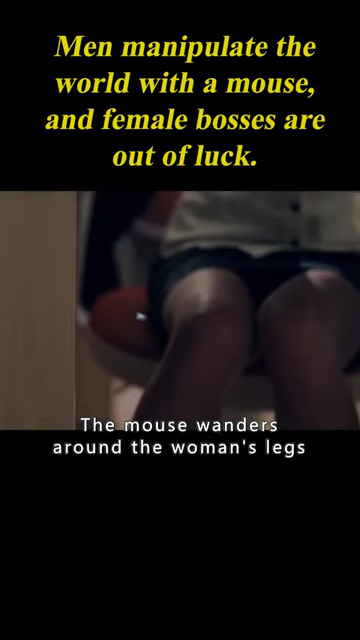 Men manipulate the
world with a mouse,
and female bosses are
out of luck.
The mouse wanders
around the woman's legs